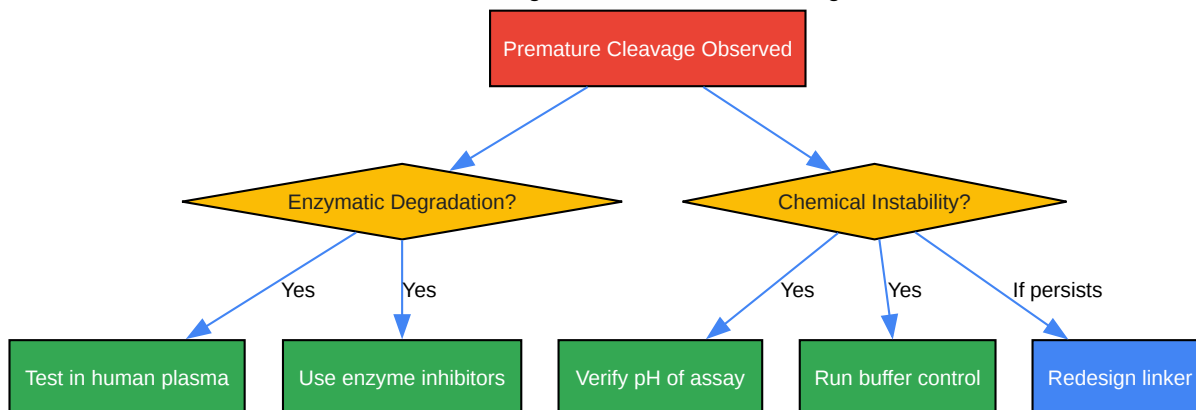 Premature Cleavage Observed
Enzymatic Degradation?
Chemical Instability?
Yes
Yes
Yes
Yes
If persists
Test in human plasma
Use enzyme inhibitors
Verify pH of assay
Run buffer control
Redesign linker